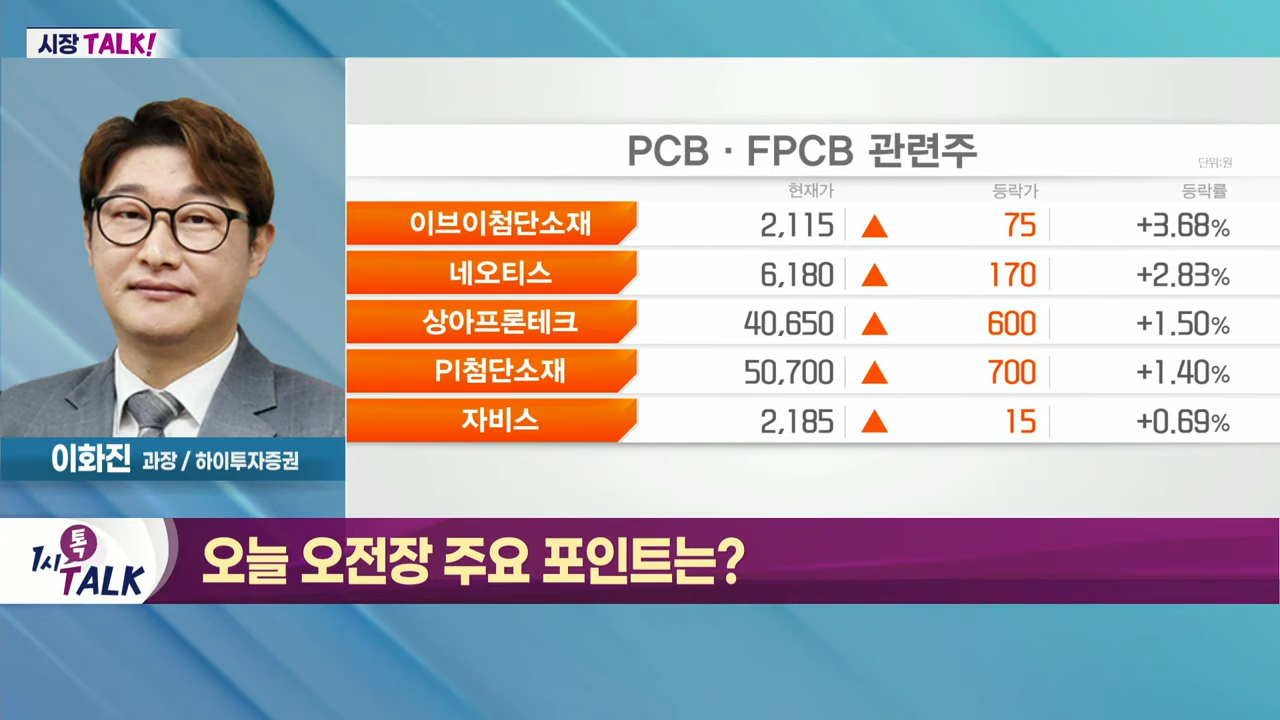 시장 TALK!
PCB · FPCB 관련주
단위:원
현재가 등락가 등락률
이브이첨단소재 2,115 ▲ 75 +3.68%
네오티스 6,180 ▲ 170 +2.83%
상아프론테크 40,650 ▲ 600 +1.50%
PI첨단소재 50,700 ▲ 700 +1.40%
자비스 2,185 ▲ 15 +0.69%
이화진 과장 / 하이투자증권
1시 톡 TALK
오늘 오전장 주요 포인트는?